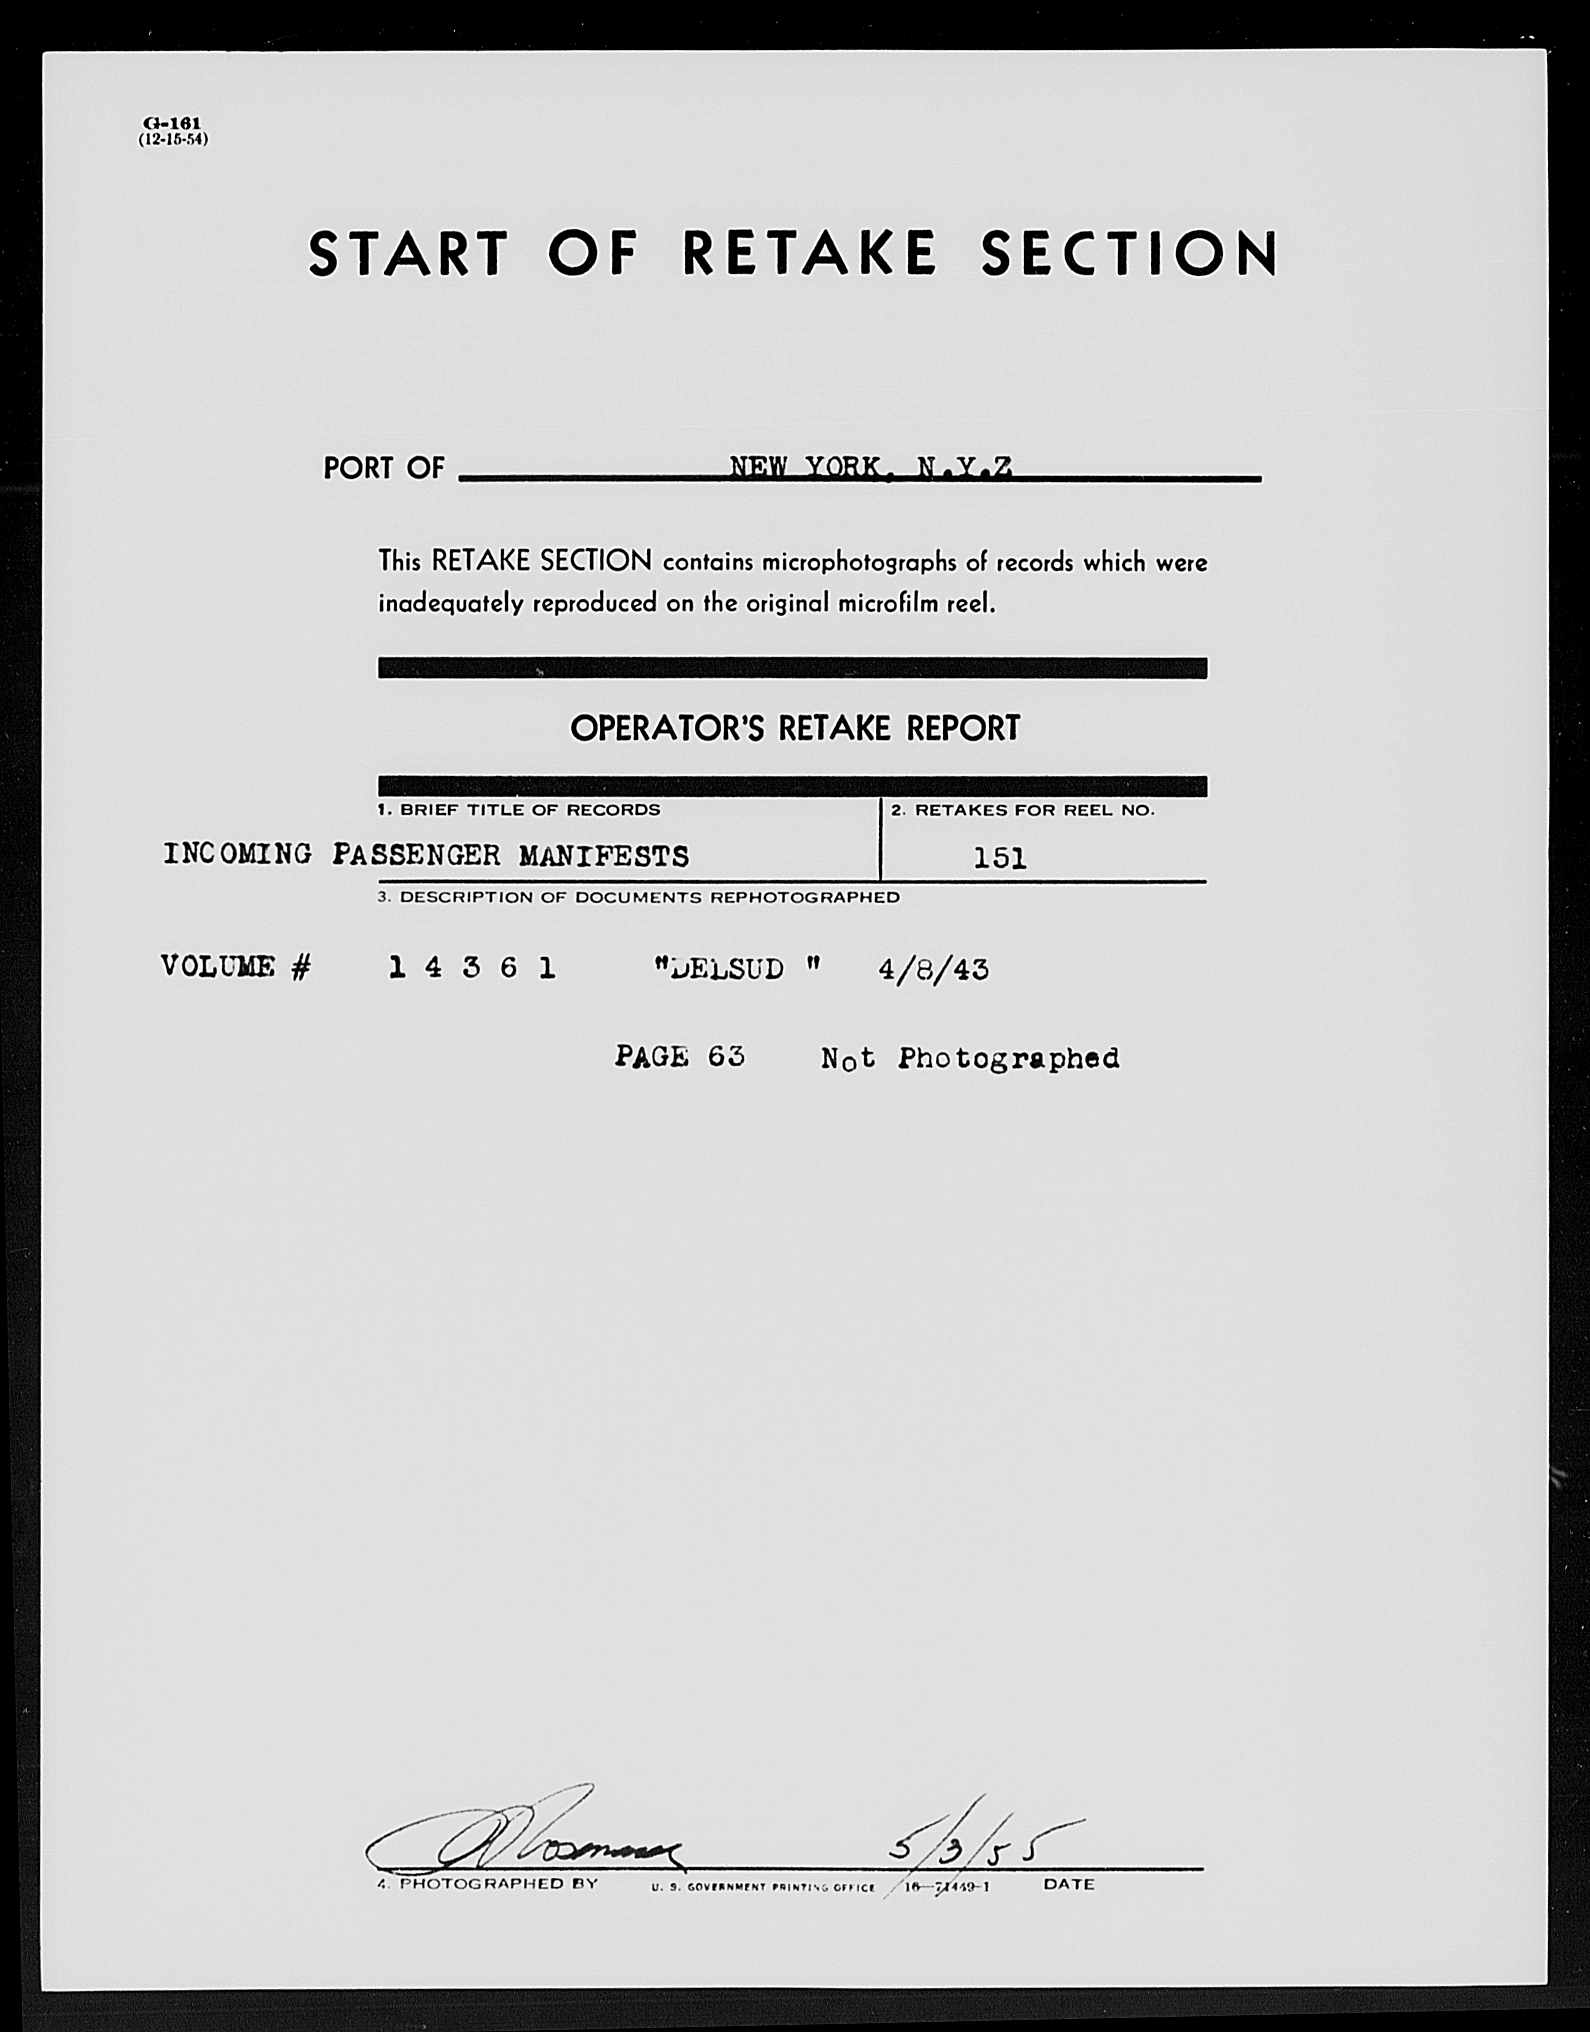 G-161
(12-15-54)
START OF RETAKE SECTION
PORT OF NEW YORK, N.Y.Z
This RETAKE SECTION contains microphotographs of records which were
inadequately reproduced on the original microfilm reel.
OPERATOR'S RETAKE REPORT
1. BRIEF TITLE OF RECORDS 2. RETAKES FOR REEL NO.
INCOMING PASSENGER MANIFESTS 151
3. DESCRIPTION OF DOCUMENTS REPHOTOGRAPHED
VOLUME # 1 4 3 6 1 "DELSUD " 4/8/43
PAGE 63 Not Photographed
5/3/55
4. PHOTOGRAPHED BY U. S. GOVERNMENT PRINTING OFFICE 16—71449-1 DATE